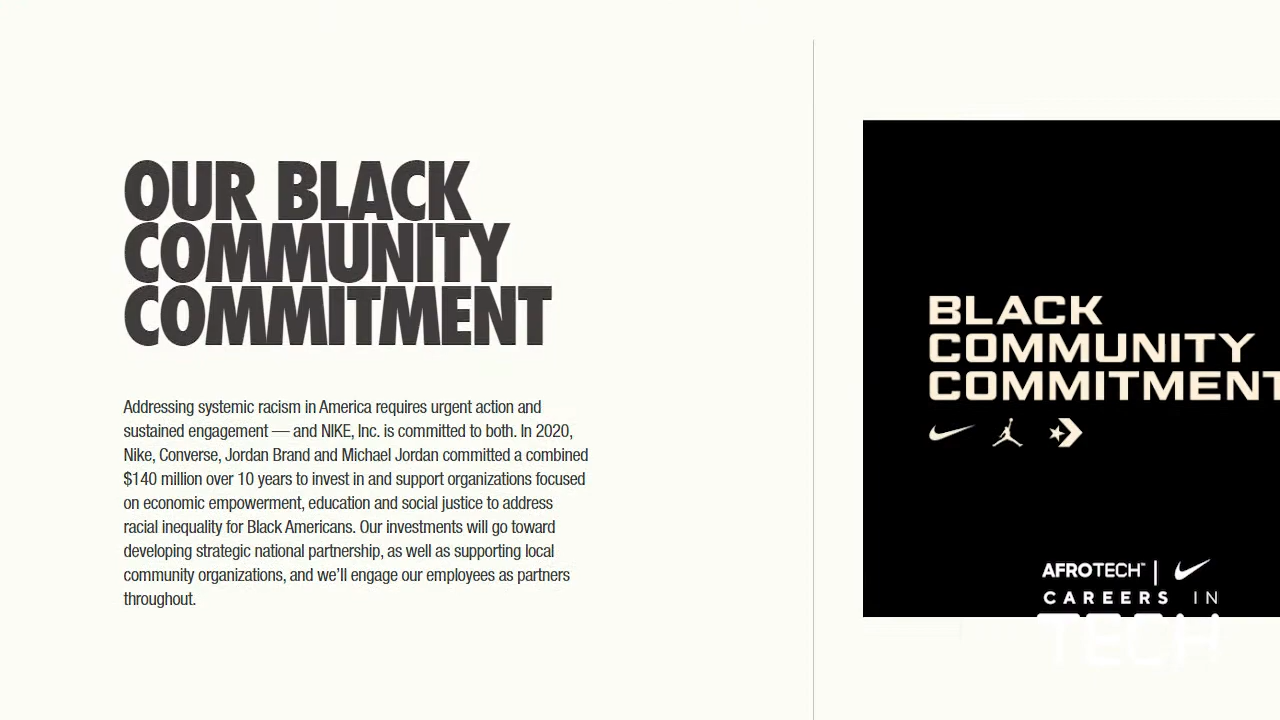 OUR BLACK
COMMUNITY
COMMITMENT
Addressing systemic racism in America requires urgent action and
sustained engagement — and NIKE, Inc. is committed to both. In 2020,
Nike, Converse, Jordan Brand and Michael Jordan committed a combined
$140 million over 10 years to invest in and support organizations focused
on economic empowerment, education and social justice to address
racial inequality for Black Americans. Our investments will go toward
developing strategic national partnership, as well as supporting local
community organizations, and we’ll engage our employees as partners
throughout.
BLACK
COMMUNITY
COMMITMENT
AFROTECH™ |
CAREERS IN
TECH